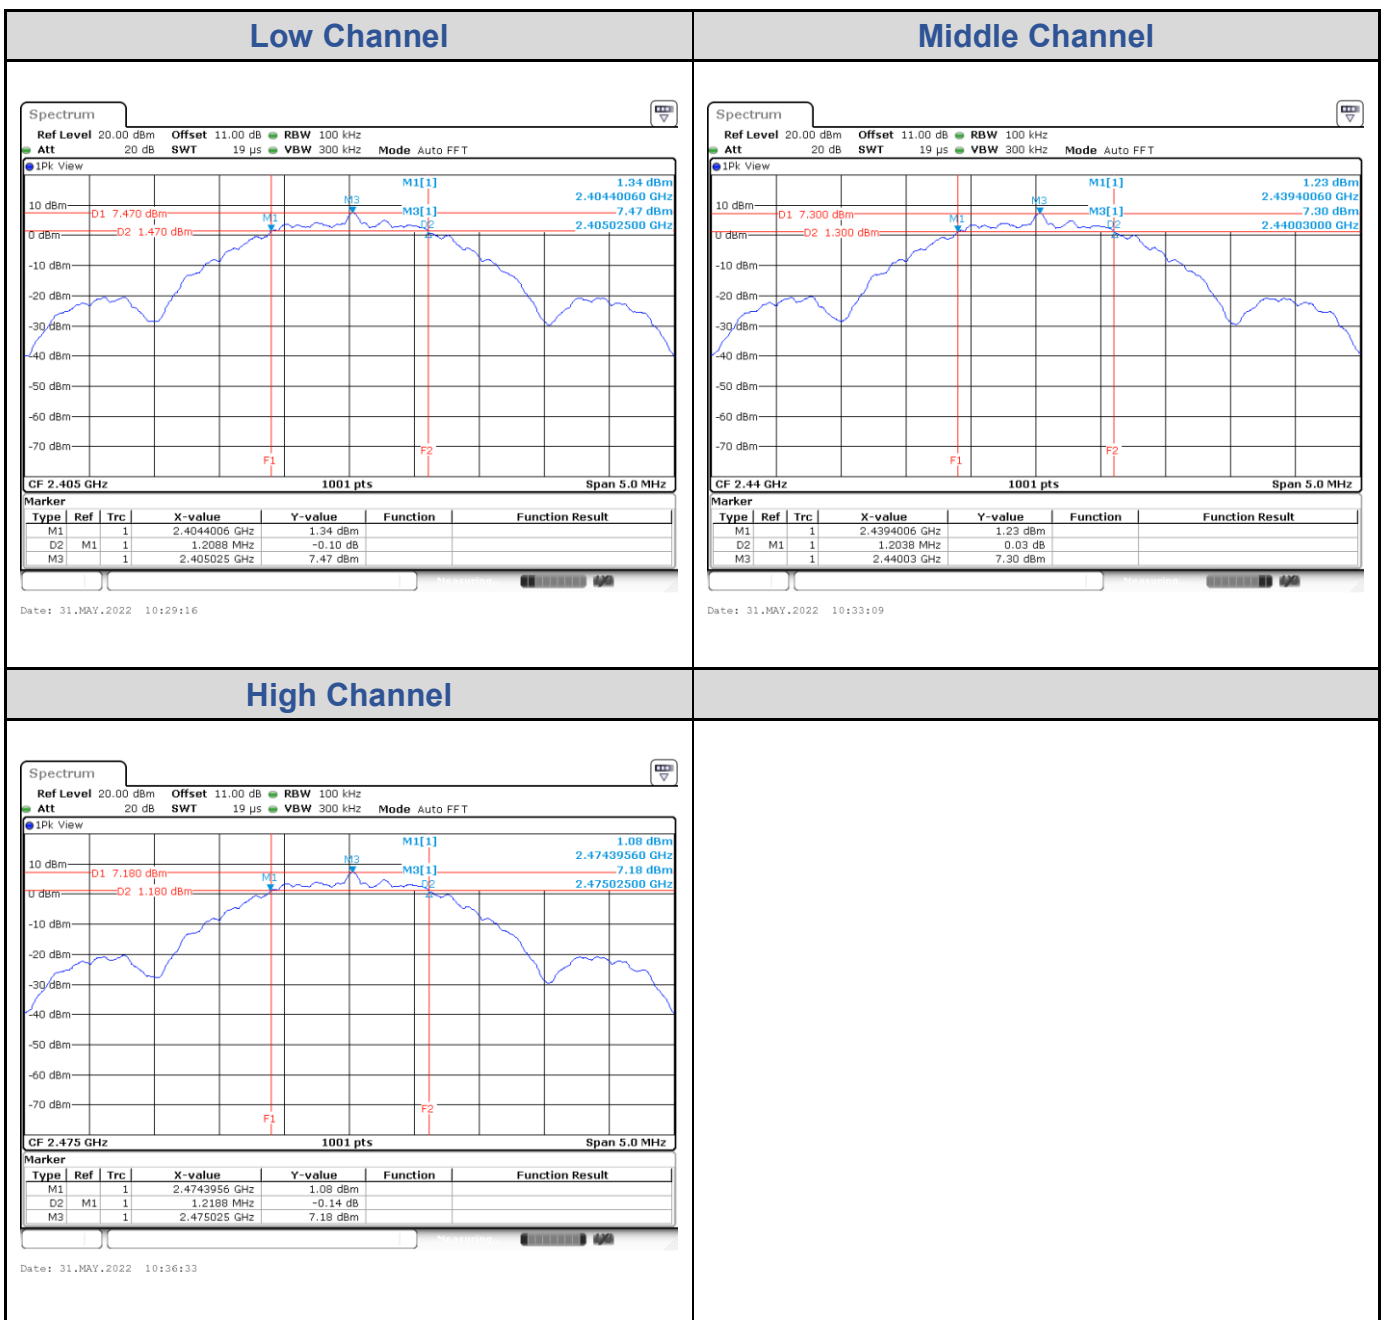 Low Channel
Spectrum
Ref Level 20.00 dBm Offset 11.00 dB RBW 100 kHz
Att 20 dB SWT 19 µs VBW 300 kHz Mode Auto FFT
1Pk View
M1[1] 1.34 dBm
2.40440060 GHz
M3[1] 7.47 dBm
2.40502500 GHz
10 dBm
D1 7.470 dBm
M1
M3
D2
0 dBm
D2 1.470 dBm
-10 dBm
-20 dBm
-30 dBm
-40 dBm
-50 dBm
-60 dBm
-70 dBm
F1
F2
CF 2.405 GHz 1001 pts Span 5.0 MHz
Marker
Type Ref Trc X-value Y-value Function Function Result
M1 1 2.4044006 GHz 1.34 dBm
D2 M1 1 1.2088 MHz -0.10 dB
M3 1 2.405025 GHz 7.47 dBm
Measuring...
Date: 31.MAY.2022 10:29:16
Middle Channel
Spectrum
Ref Level 20.00 dBm Offset 11.00 dB RBW 100 kHz
Att 20 dB SWT 19 µs VBW 300 kHz Mode Auto FFT
1Pk View
M1[1] 1.23 dBm
2.43940060 GHz
M3[1] 7.30 dBm
2.44003000 GHz
10 dBm
D1 7.300 dBm
M1
M3
D2
0 dBm
D2 1.300 dBm
-10 dBm
-20 dBm
-30 dBm
-40 dBm
-50 dBm
-60 dBm
-70 dBm
F1
F2
CF 2.44 GHz 1001 pts Span 5.0 MHz
Marker
Type Ref Trc X-value Y-value Function Function Result
M1 1 2.4394006 GHz 1.23 dBm
D2 M1 1 1.2038 MHz 0.03 dB
M3 1 2.44003 GHz 7.30 dBm
Measuring...
Date: 31.MAY.2022 10:33:09
High Channel
Spectrum
Ref Level 20.00 dBm Offset 11.00 dB RBW 100 kHz
Att 20 dB SWT 19 µs VBW 300 kHz Mode Auto FFT
1Pk View
M1[1] 1.08 dBm
2.47439560 GHz
M3[1] 7.18 dBm
2.47502500 GHz
10 dBm
D1 7.180 dBm
M1
M3
D2
0 dBm
D2 1.180 dBm
-10 dBm
-20 dBm
-30 dBm
-40 dBm
-50 dBm
-60 dBm
-70 dBm
F1
F2
CF 2.475 GHz 1001 pts Span 5.0 MHz
Marker
Type Ref Trc X-value Y-value Function Function Result
M1 1 2.4743956 GHz 1.08 dBm
D2 M1 1 1.2188 MHz -0.14 dB
M3 1 2.475025 GHz 7.18 dBm
Measuring...
Date: 31.MAY.2022 10:36:33